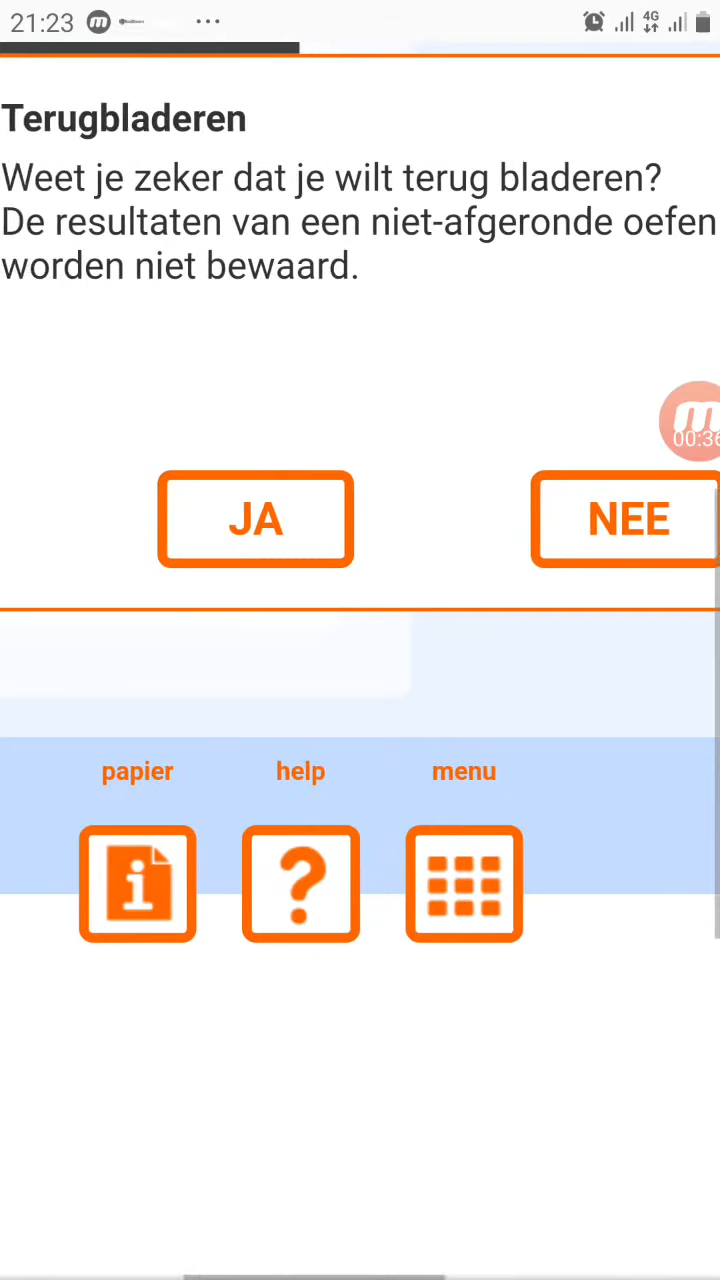 21:23
4G
Terugbladeren
Weet je zeker dat je wilt terug bladeren?
De resultaten van een niet-afgeronde oefen
worden niet bewaard.
00:36
JA
NEE
papier
help
menu